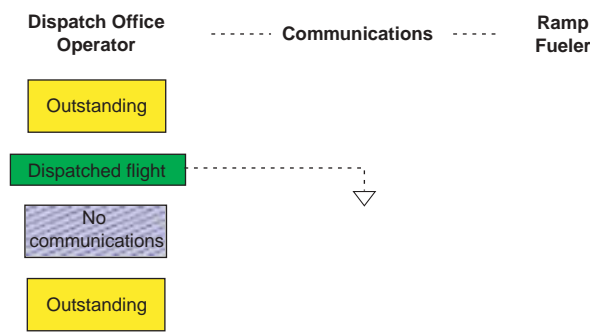 Dispatch Office
Operator
Communications
Ramp
Fueler
Outstanding
Dispatched flight
No
communications
Outstanding